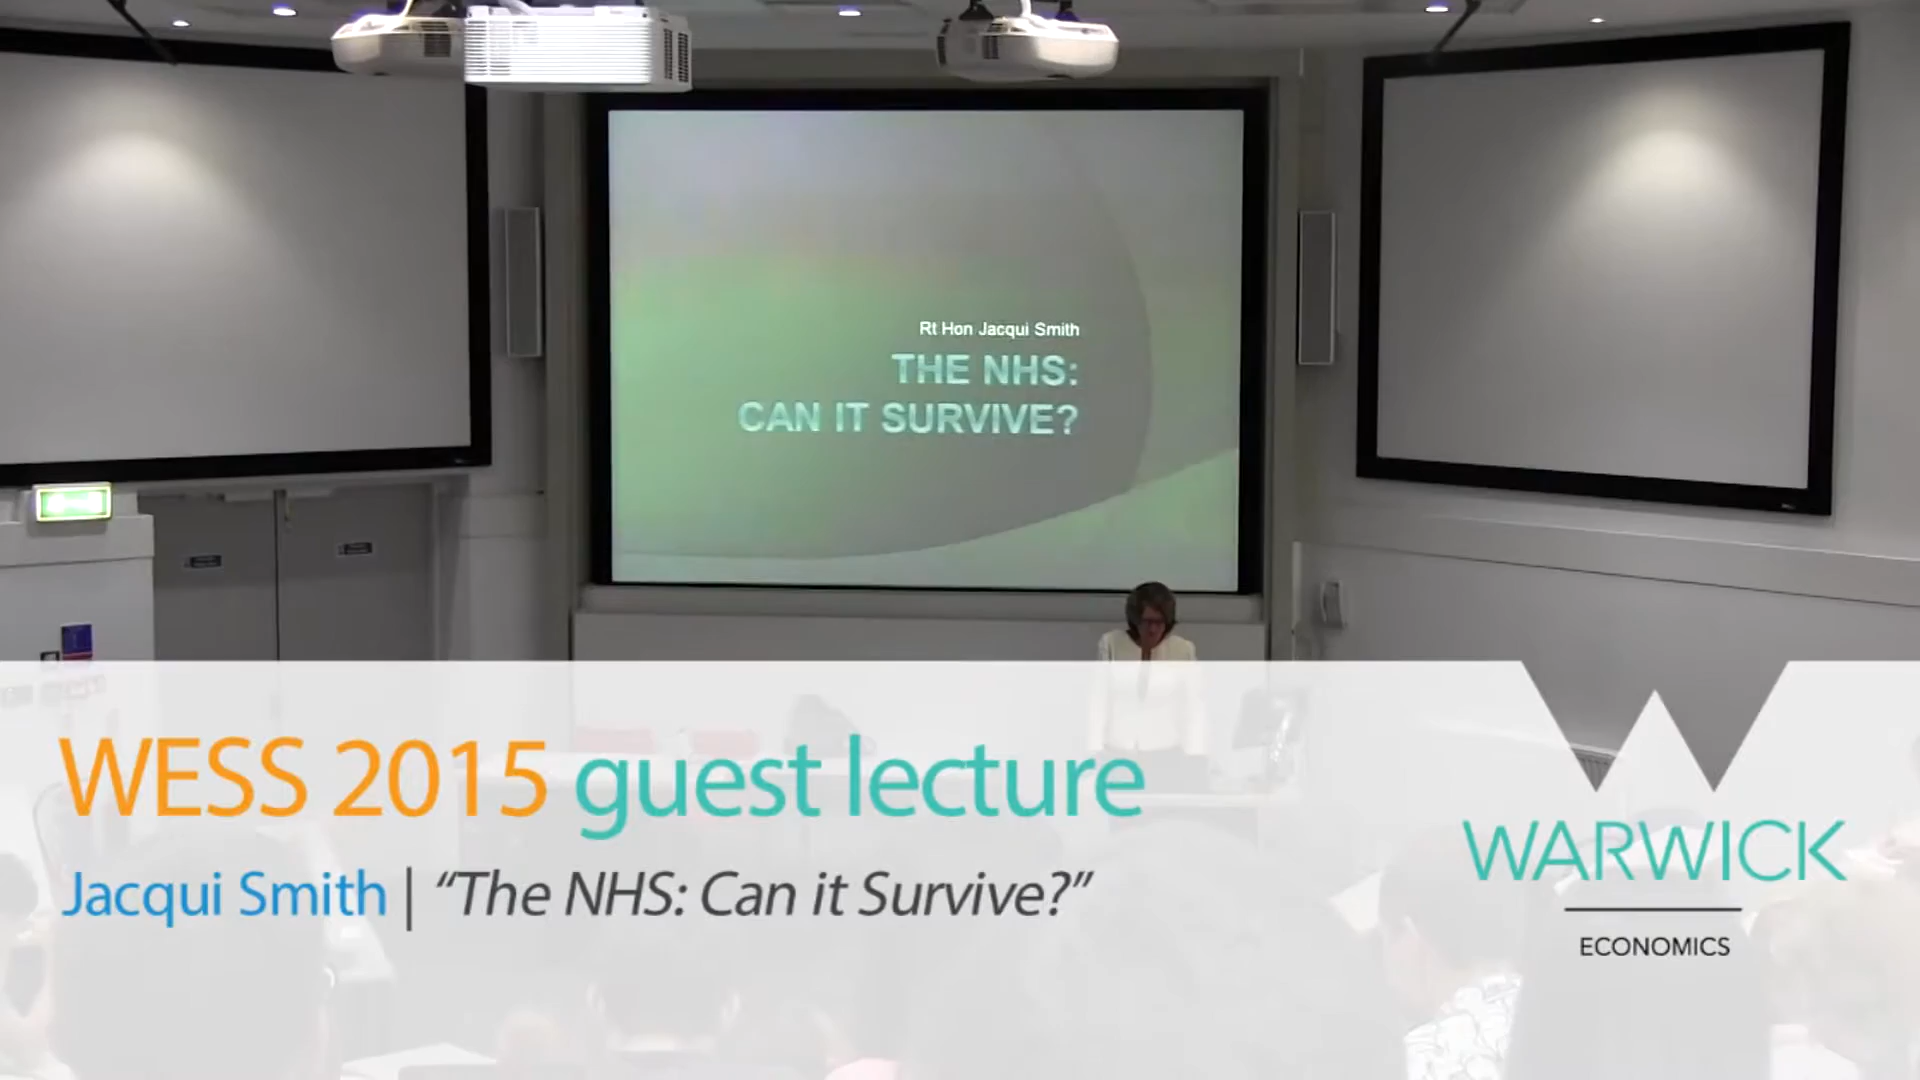 Rt Hon Jacqui Smith
THE NHS:
CAN IT SURVIVE?
WESS 2015 guest lecture
Jacqui Smith | “The NHS: Can it Survive?”
WARWICK
ECONOMICS